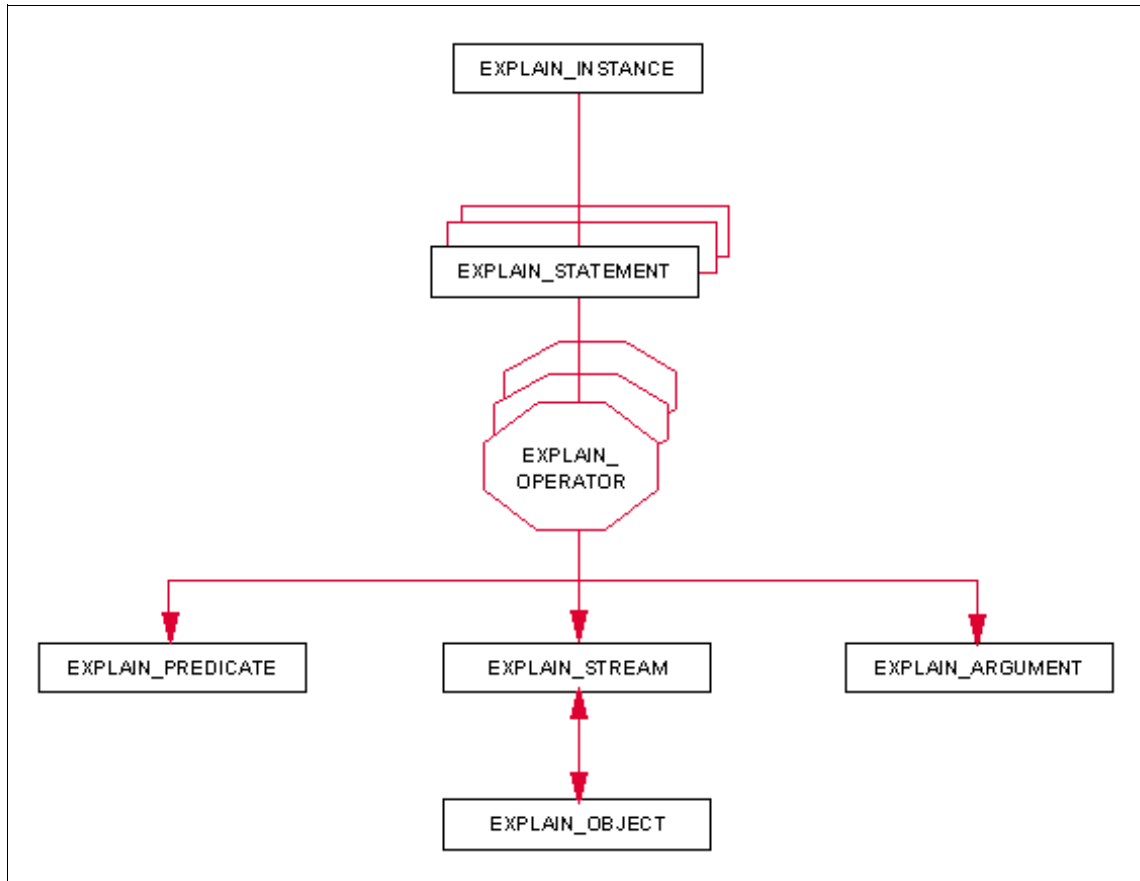 EXPLAIN_INSTANCE
EXPLAIN_STATEMENT
EXPLAIN_
OPERATOR
EXPLAIN_PREDICATE
EXPLAIN_STREAM
EXPLAIN_ARGUMENT
EXPLAIN_OBJECT